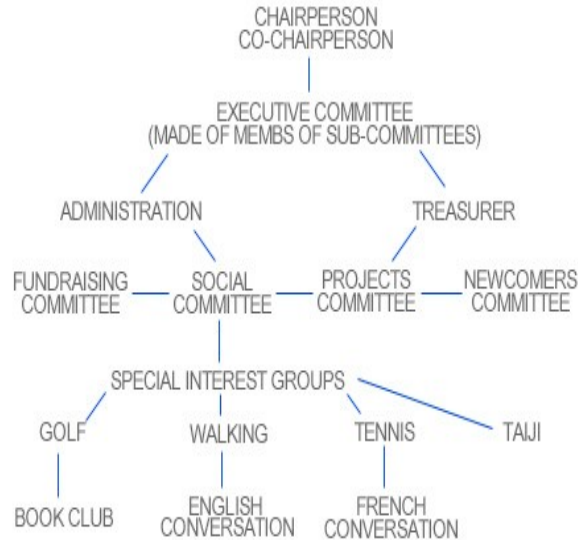 CHAIRPERSON
CO-CHAIRPERSON
EXECUTIVE COMMITTEE
(MADE OF MEMBS OF SUB-COMMITTEES)
ADMINISTRATION
TREASURER
FUNDRAISING
COMMITTEE
SOCIAL
COMMITTEE
PROJECTS
COMMITTEE
NEWCOMERS
COMMITTEE
SPECIAL INTEREST GROUPS
GOLF
WALKING
TENNIS
TAIJI
BOOK CLUB
ENGLISH
CONVERSATION
FRENCH
CONVERSATION